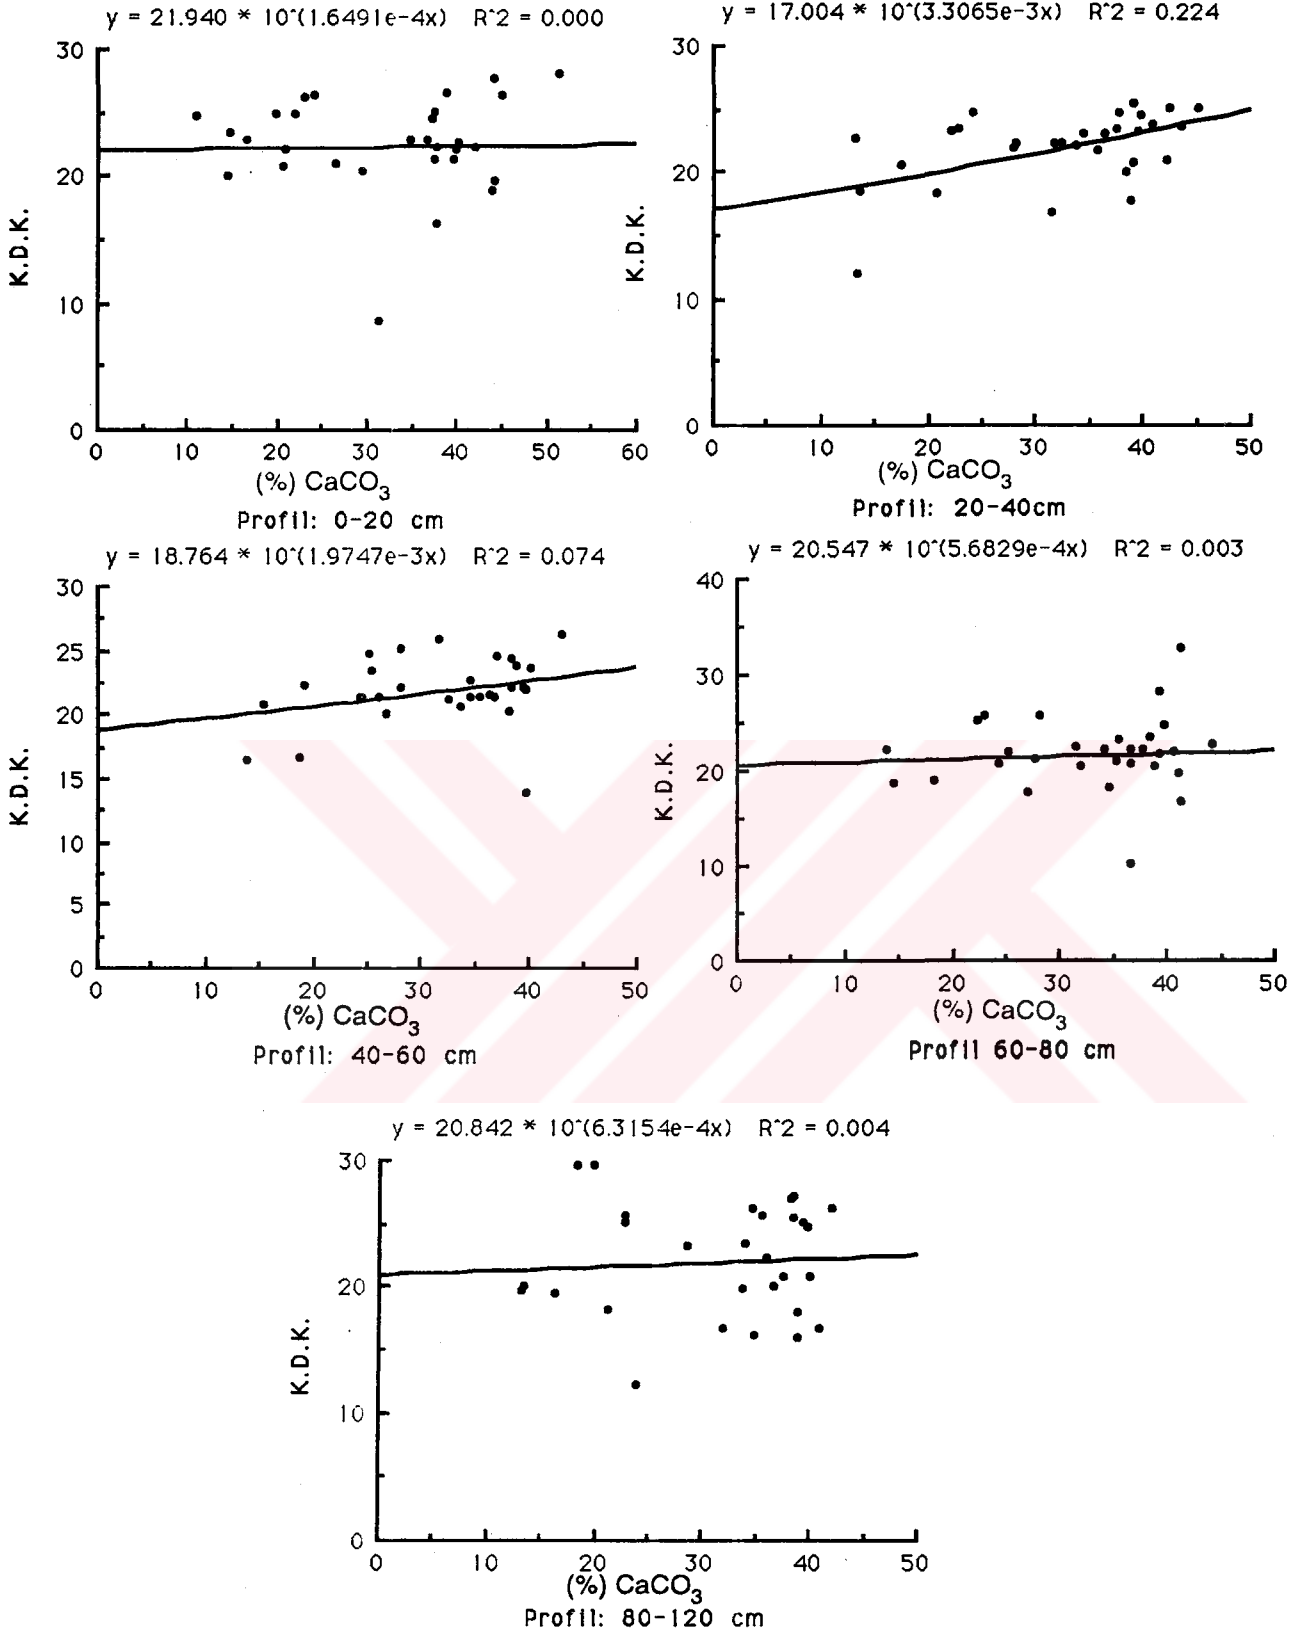 y = 21.940 * 10^(1.6491e-4x) R^2 = 0.000
30
20
10
0
K.D.K.
0 10 20 30 40 50 60
(%) CaCO3
Profil: 0-20 cm
y = 17.004 * 10^(3.3065e-3x) R^2 = 0.224
30
20
10
0
K.D.K.
0 10 20 30 40 50
(%) CaCO3
Profil: 20-40cm
y = 18.764 * 10^(1.9747e-3x) R^2 = 0.074
30
25
20
15
10
5
0
K.D.K.
0 10 20 30 40 50
(%) CaCO3
Profil: 40-60 cm
y = 20.547 * 10^(5.6829e-4x) R^2 = 0.003
40
30
20
10
0
K.D.K.
0 10 20 30 40 50
(%) CaCO3
Profil 60-80 cm
y = 20.842 * 10^(6.3154e-4x) R^2 = 0.004
30
20
10
0
K.D.K.
0 10 20 30 40 50
(%) CaCO3
Profil: 80-120 cm